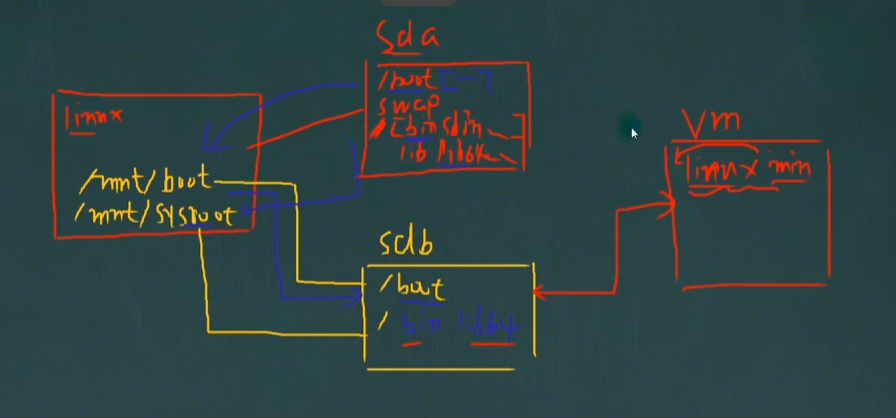 sda
/boot [--]
swap
/ [bin sbin
lib lib64
linux
/mnt/boot
/mnt/sysroot
sdb
/boot
/ bin lib64
vm
linux min